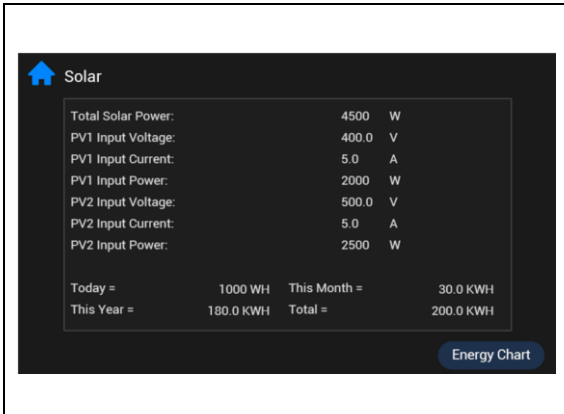 Solar
Total Solar Power: 4500 W
PV1 Input Voltage: 400.0 V
PV1 Input Current: 5.0 A
PV1 Input Power: 2000 W
PV2 Input Voltage: 500.0 V
PV2 Input Current: 5.0 A
PV2 Input Power: 2500 W
Today = 1000 WH This Month = 30.0 KWH
This Year = 180.0 KWH Total = 200.0 KWH
Energy Chart